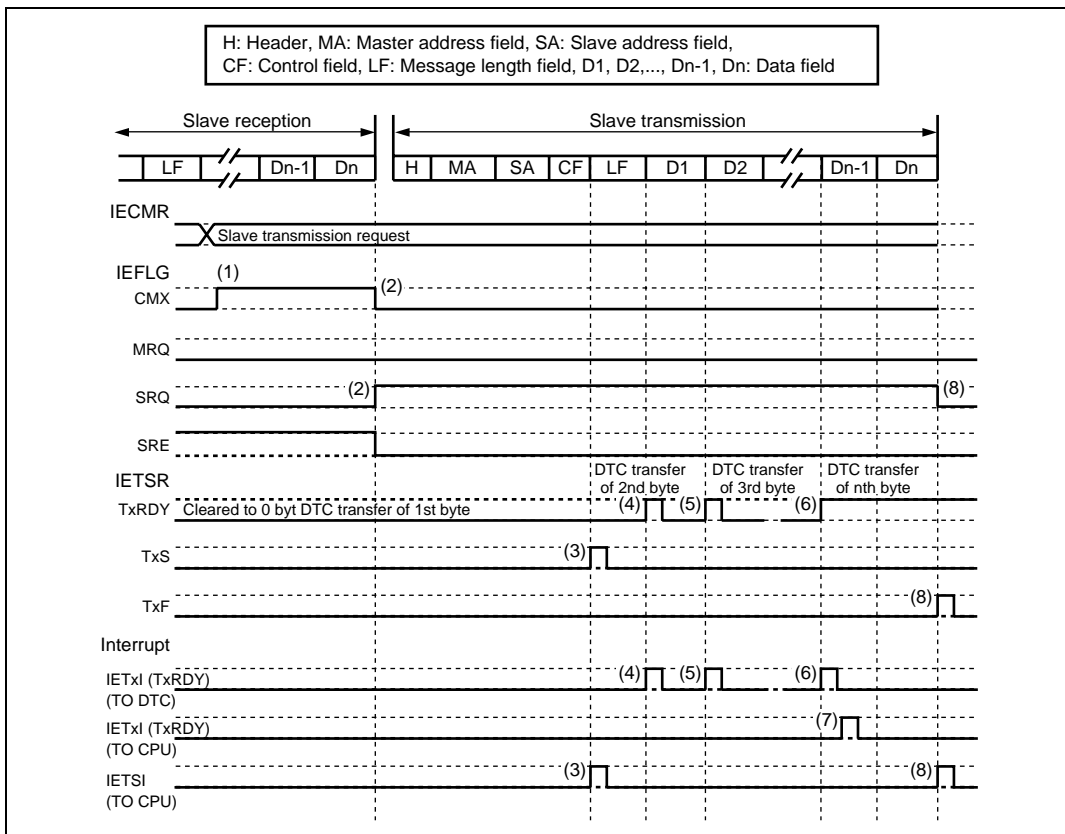 H: Header, MA: Master address field, SA: Slave address field,
CF: Control field, LF: Message length field, D1, D2,..., Dn-1, Dn: Data field
Slave reception
Slave transmission
LF Dn-1 Dn H MA SA CF LF D1 D2 Dn-1 Dn
IECMR
Slave transmission request
IEFLG
(1)
CMX
(2)
MRQ
SRQ
(2)
(8)
SRE
IETSR
DTC transfer
of 2nd byte
DTC transfer
of 3rd byte
DTC transfer
of nth byte
TxRDY
Cleared to 0 byt DTC transfer of 1st byte
(4)
(5)
(6)
TxS
(3)
TxF
(8)
Interrupt
IETxI (TxRDY)
(TO DTC)
(4)
(5)
(6)
IETxI (TxRDY)
(TO CPU)
(7)
IETSI
(TO CPU)
(3)
(8)